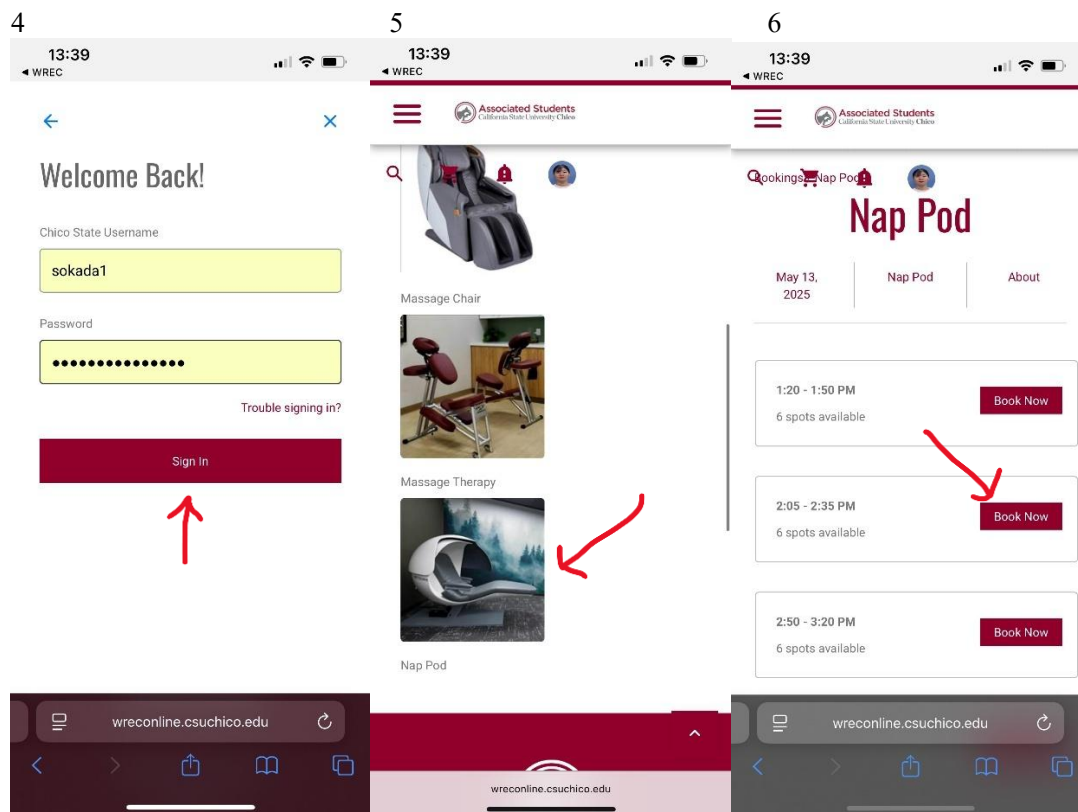 4
13:39
◀ WREC
Welcome Back!
Chico State Username
sokada1
Password
•••••••••••••••
Trouble signing in?
Sign In
wreconline.csuchico.edu
5
13:39
◀ WREC
Associated Students
California State University Chico
Massage Chair
Massage Therapy
Nap Pod
wreconline.csuchico.edu
6
13:39
◀ WREC
Associated Students
California State University Chico
Bookings Nap Pod
Nap Pod
May 13,
2025
Nap Pod
About
1:20 - 1:50 PM
6 spots available
Book Now
2:05 - 2:35 PM
6 spots available
Book Now
2:50 - 3:20 PM
6 spots available
Book Now
wreconline.csuchico.edu